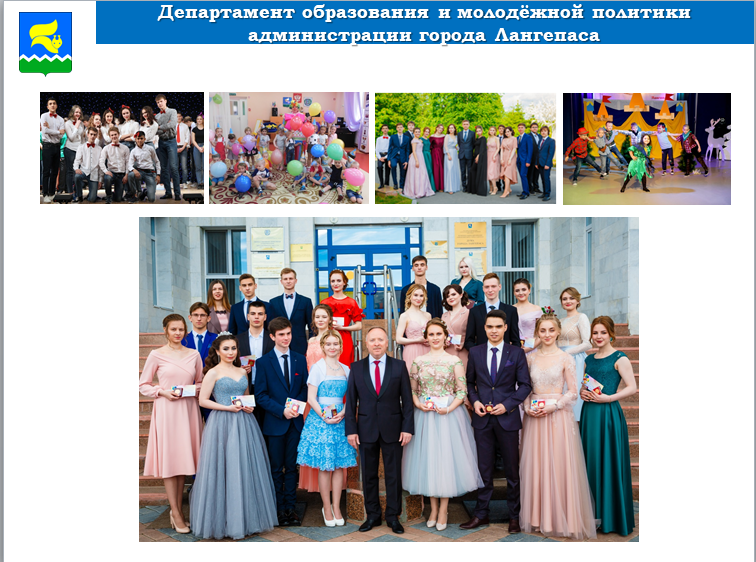 Департамент образования и молодёжной политики
администрации города Лангепаса